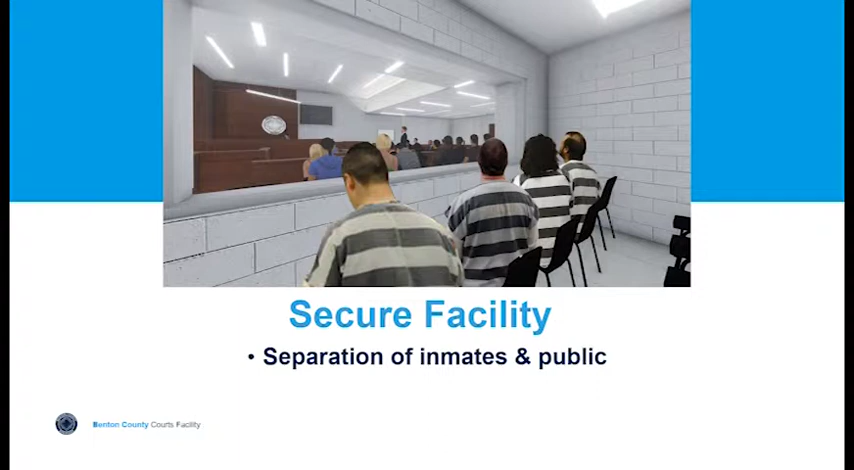 Secure Facility
• Separation of inmates & public
Benton County Courts Facility